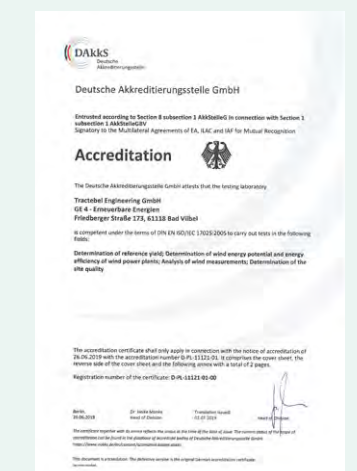 DAkkS
Deutsche
Akkreditierungsstelle
Deutsche Akkreditierungsstelle GmbH
Entrusted according to Section 8 subsection 1 AkkStelleG in connection with Section 1
subsection 1 AkkStelleGBV
Signatory to the Multilateral Agreements of EA, ILAC and IAF for Mutual Recognition
Accreditation
The Deutsche Akkreditierungsstelle GmbH attests that the testing laboratory
Tractebel Engineering GmbH
GE 4 - Erneuerbare Energien
Friedberger Straße 173, 61118 Bad Vilbel
is competent under the terms of DIN EN ISO/IEC 17025:2005 to carry out tests in the following
fields:
Determination of reference yield; Determination of wind energy potential and energy
efficiency of wind power plants; Analysis of wind measurements; Determination of the
site quality
The accreditation certificate shall only apply in connection with the notice of accreditation of
26.06.2019 with the accreditation number D-PL-11121-01. It comprises the cover sheet, the
reverse side of the cover sheet and the following annex with a total of 2 pages.
Registration number of the certificate: D-PL-11121-01-00
Berlin,
Head of Division
Translation issued:
Head of Division